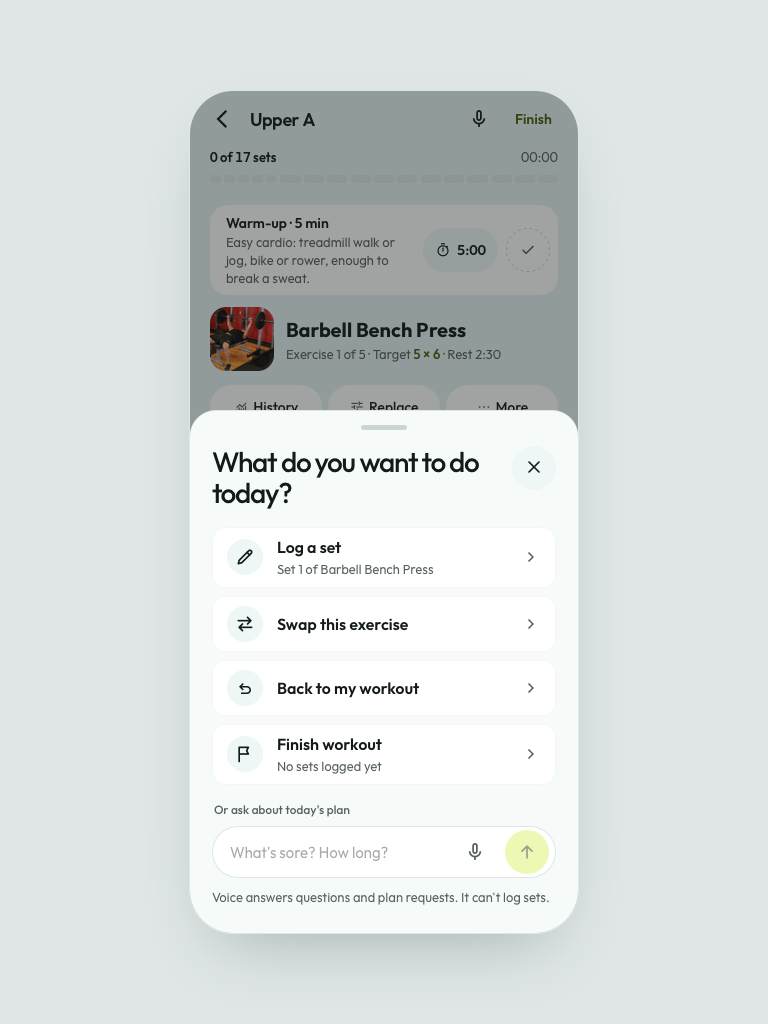 Upper A
Finish
0 of 17 sets
00:00
Warm-up · 5 min
Easy cardio: treadmill walk or
jog, bike or rower, enough to
break a sweat.
5:00
Barbell Bench Press
Exercise 1 of 5 · Target 5 × 6 · Rest 2:30
History
Replace
More
What do you want to do
today?
Log a set
Set 1 of Barbell Bench Press
Swap this exercise
Back to my workout
Finish workout
No sets logged yet
Or ask about today's plan
What's sore? How long?
Voice answers questions and plan requests. It can't log sets.